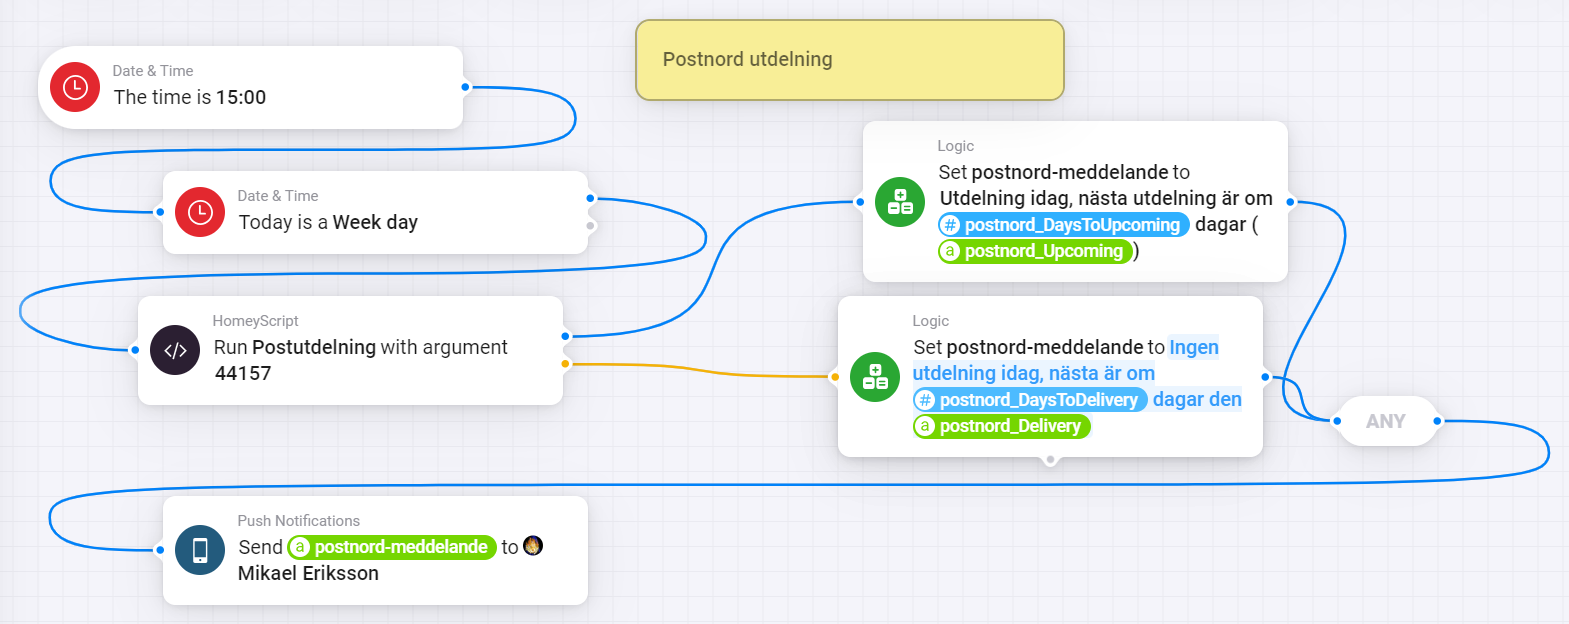 Postnord utdelning
Date & Time
The time is 15:00
Date & Time
Today is a Week day
HomeyScript
Run Postutdelning with argument
44157
Logic
Set postnord-meddelande to
Utdelning idag, nästa utdelning är om
# postnord_DaysToUpcoming dagar (
a postnord_Upcoming )
Logic
Set postnord-meddelande to Ingen
utdelning idag, nästa är om
# postnord_DaysToDelivery dagar den
a postnord_Delivery
ANY
Push Notifications
Send a postnord-meddelande to
Mikael Eriksson